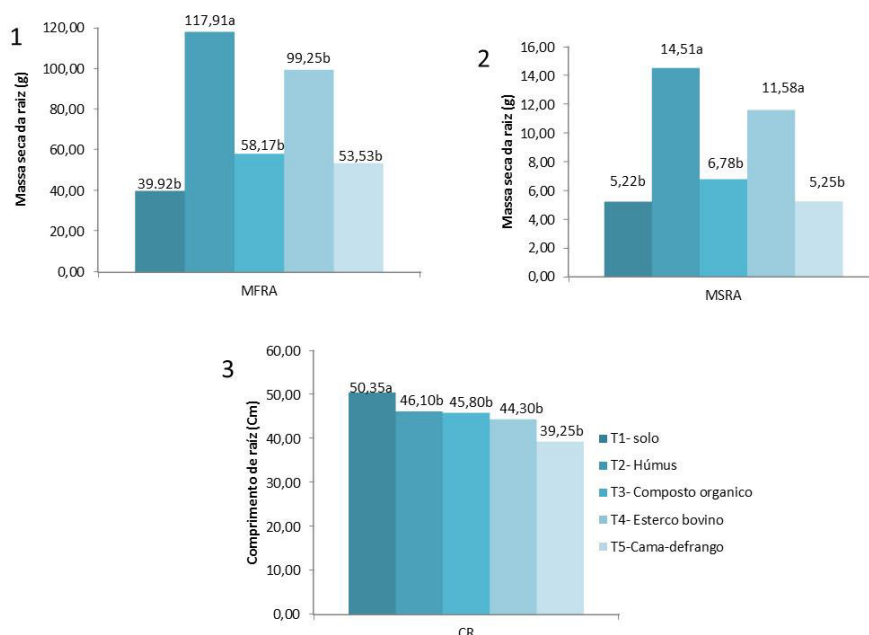 1
Massa seca da raiz (g)
120,00
100,00
80,00
60,00
40,00
20,00
0,00
117,91a
99,25b
58,17b
53,53b
39.92b
MFRA
2
Massa seca da raiz (g)
16,00
14,00
12,00
10,00
8,00
6,00
4,00
2,00
0,00
14,51a
11,58a
6,78b
5,22b
5,25b
MSRA
3
Comprimento de raíz (Cm)
60,00
50,00
40,00
30,00
20,00
10,00
0,00
50,35a
46,10b
45,80b
44,30b
39,25b
CR
T1- solo
T2- Húmus
T3- Composto organico
T4- Esterco bovino
T5-Cama-defrango